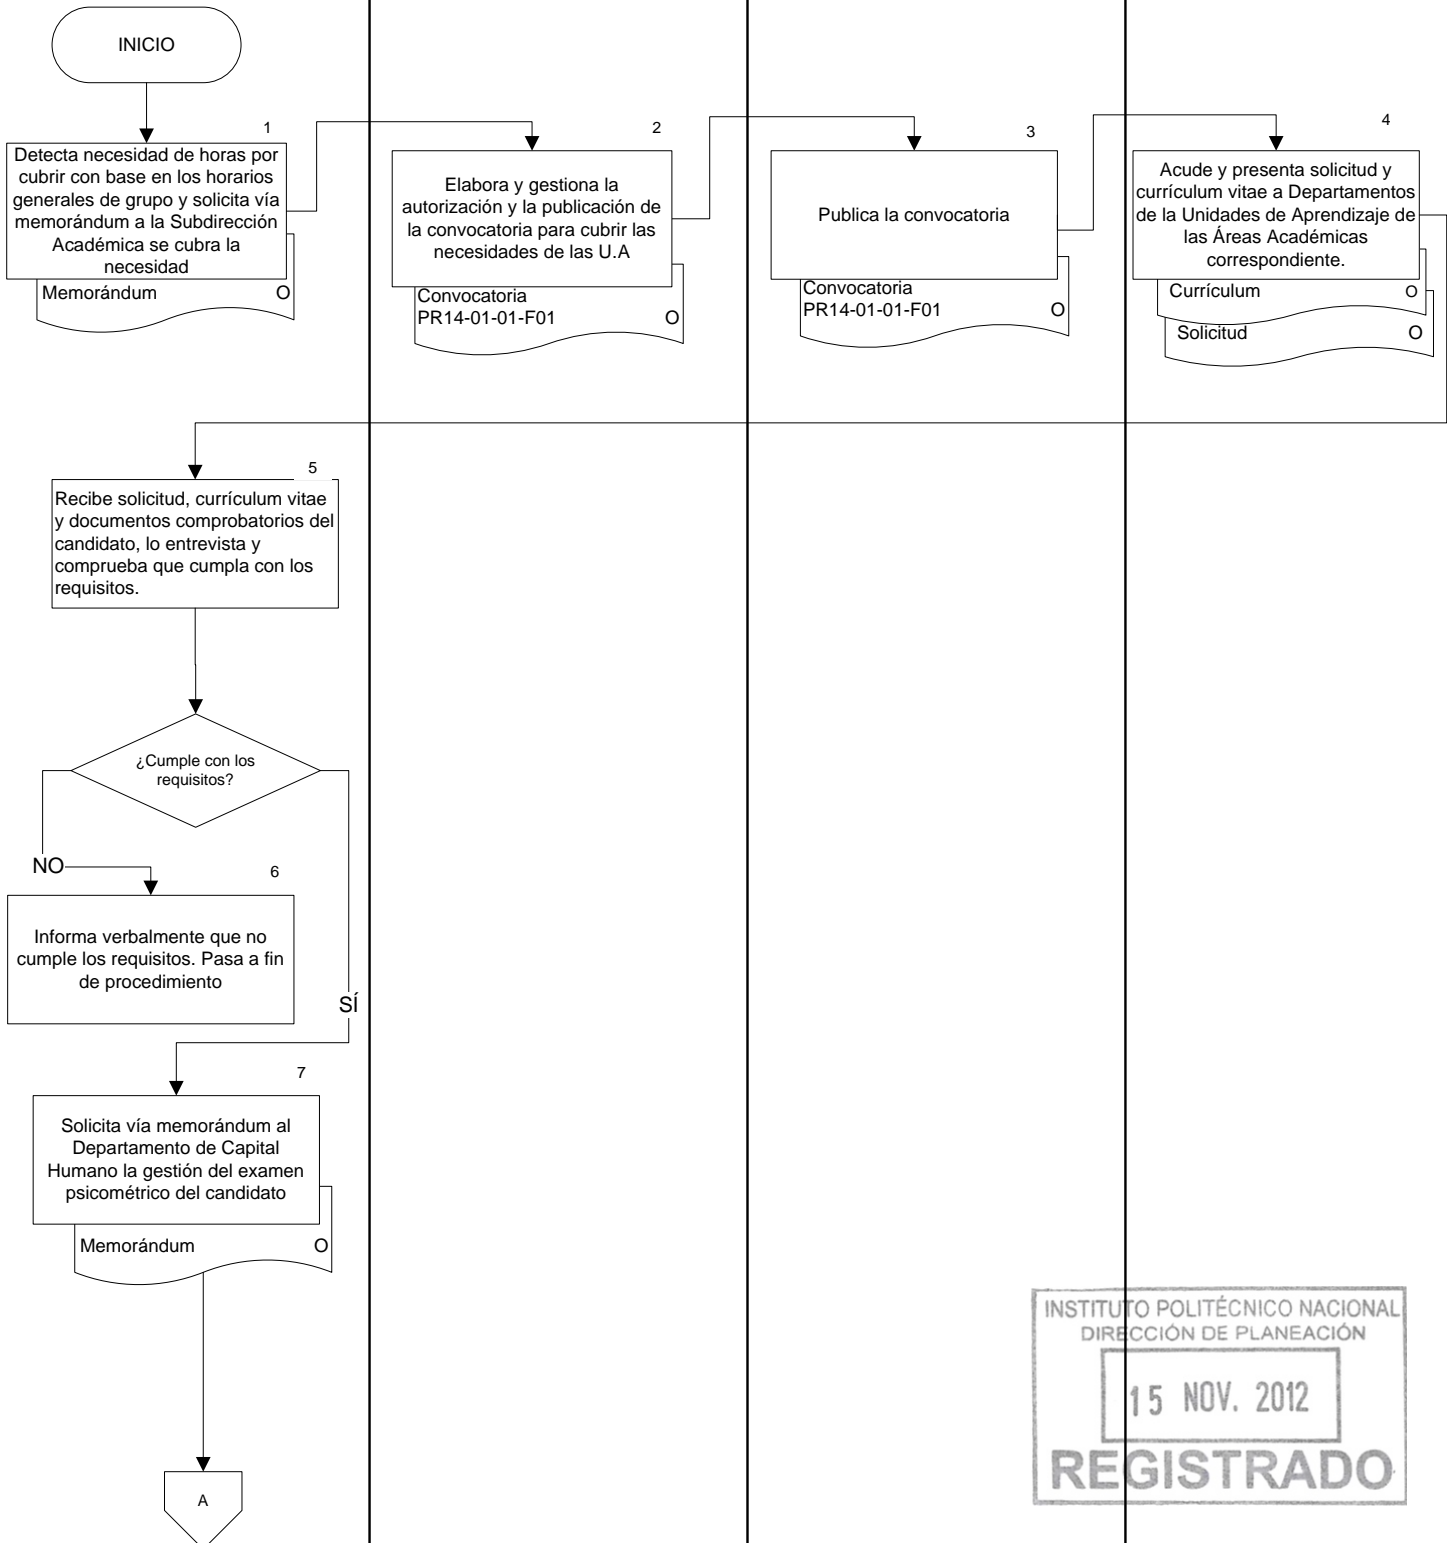 INICIO
1
Detecta necesidad de horas por
cubrir con base en los horarios
generales de grupo y solicita vía
memorándum a la Subdirección
Académica se cubra la
necesidad
Memorándum O
2
Elabora y gestiona la
autorización y la publicación de
la convocatoria para cubrir las
necesidades de las U.A
Convocatoria
PR14-01-01-F01 O
3
Publica la convocatoria
Convocatoria
PR14-01-01-F01 O
4
Acude y presenta solicitud y
currículum vitae a Departamentos
de la Unidades de Aprendizaje de
las Áreas Académicas
correspondiente.
Currículum O
Solicitud O
5
Recibe solicitud, currículum vitae
y documentos comprobatorios del
candidato, lo entrevista y
comprueba que cumpla con los
requisitos.
¿Cumple con los
requisitos?
NO
6
Informa verbalmente que no
cumple los requisitos. Pasa a fin
de procedimiento
SÍ
7
Solicita vía memorándum al
Departamento de Capital
Humano la gestión del examen
psicométrico del candidato
Memorándum O
A
INSTITUTO POLITÉCNICO NACIONAL
DIRECCIÓN DE PLANEACIÓN
15 NOV. 2012
REGISTRADO